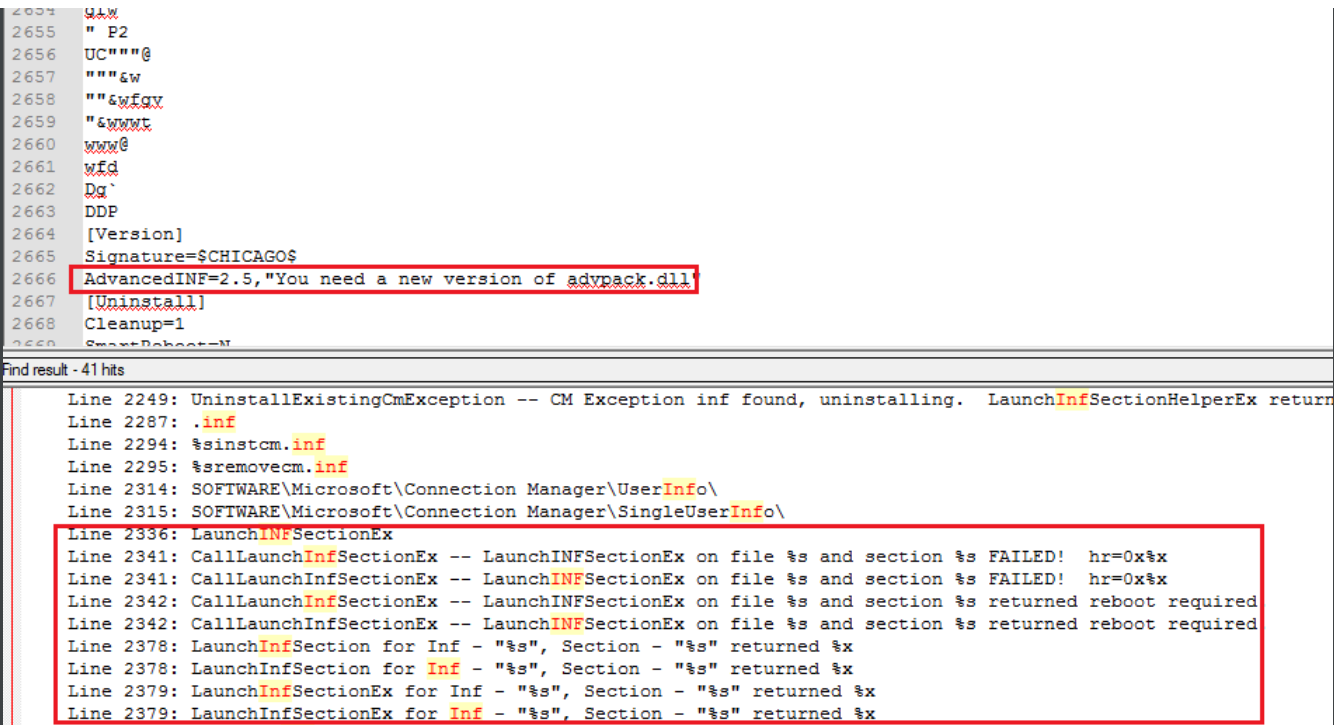 2654 glw
2655 " P2
2656 UC"""@
2657 """&w
2658 ""&wfgv
2659 "&wwwt
2660 www@
2661 wfd
2662 Dg`
2663 DDP
2664 [Version]
2665 Signature=$CHICAGO$
2666 AdvancedINF=2.5,"You need a new version of advpack.dll"
2667 [Uninstall]
2668 Cleanup=1
2669 SmartReboot=N
Find result - 41 hits
Line 2249: UninstallExistingCmException -- CM Exception inf found, uninstalling.  LaunchInfSectionHelperEx return
Line 2287: .inf
Line 2294: %sinstcm.inf
Line 2295: %sremovecm.inf
Line 2314: SOFTWARE\Microsoft\Connection Manager\UserInfo\
Line 2315: SOFTWARE\Microsoft\Connection Manager\SingleUserInfo\
Line 2336: LaunchINFSectionEx
Line 2341: CallLaunchInfSectionEx -- LaunchINFSectionEx on file %s and section %s FAILED!  hr=0x%x
Line 2341: CallLaunchInfSectionEx -- LaunchINFSectionEx on file %s and section %s FAILED!  hr=0x%x
Line 2342: CallLaunchInfSectionEx -- LaunchINFSectionEx on file %s and section %s returned reboot required
Line 2342: CallLaunchInfSectionEx -- LaunchINFSectionEx on file %s and section %s returned reboot required
Line 2378: LaunchInfSection for Inf - "%s", Section - "%s" returned %x
Line 2378: LaunchInfSection for Inf - "%s", Section - "%s" returned %x
Line 2379: LaunchInfSectionEx for Inf - "%s", Section - "%s" returned %x
Line 2379: LaunchInfSectionEx for Inf - "%s", Section - "%s" returned %x